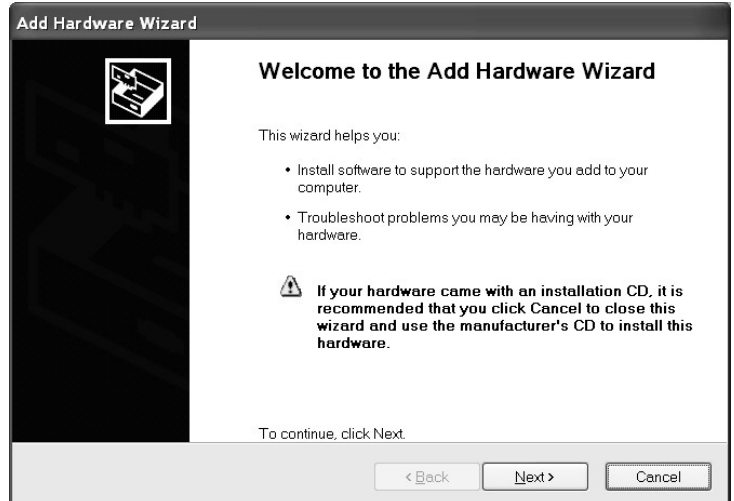 Add Hardware Wizard
Welcome to the Add Hardware Wizard
This wizard helps you:
• Install software to support the hardware you add to your
computer.
• Troubleshoot problems you may be having with your
hardware.
If your hardware came with an installation CD, it is
recommended that you click Cancel to close this
wizard and use the manufacturer's CD to install this
hardware.
To continue, click Next.
< Back Next > Cancel